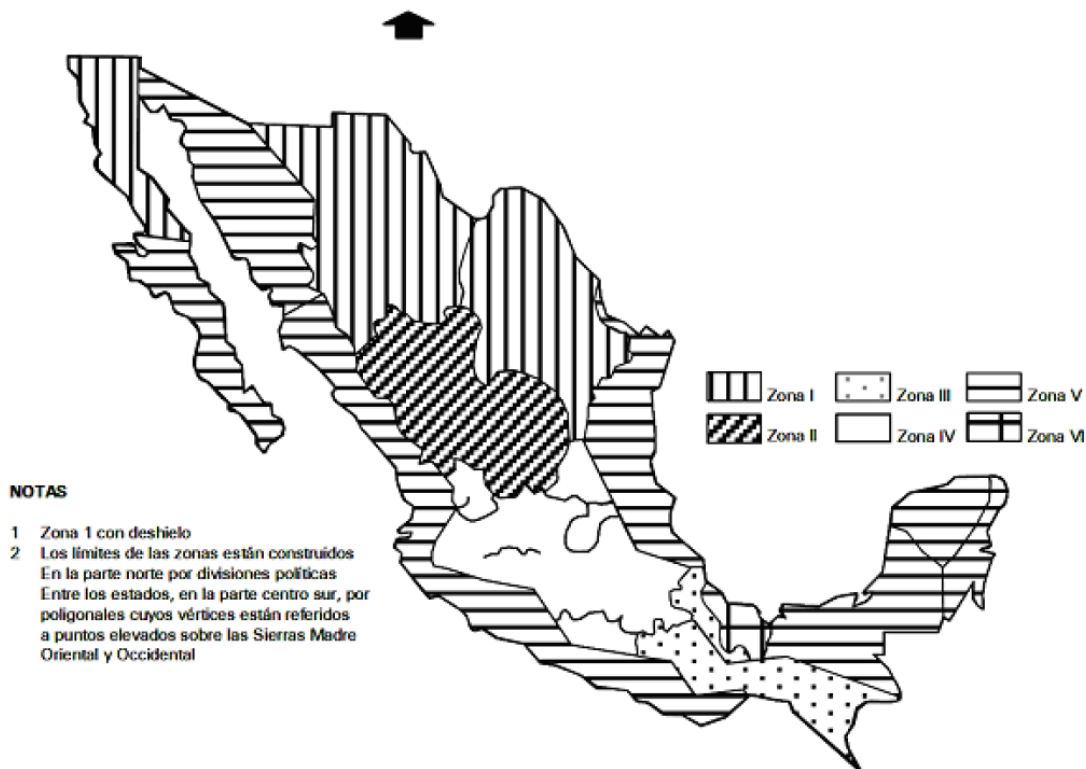 Zona I
Zona III
Zona V
Zona II
Zona IV
Zona VI
NOTAS
1 Zona 1 con deshielo
2 Los límites de las zonas están construidos
En la parte norte por divisiones políticas
Entre los estados, en la parte centro sur, por
poligonales cuyos vértices están referidos
a puntos elevados sobre las Sierras Madre
Oriental y Occidental